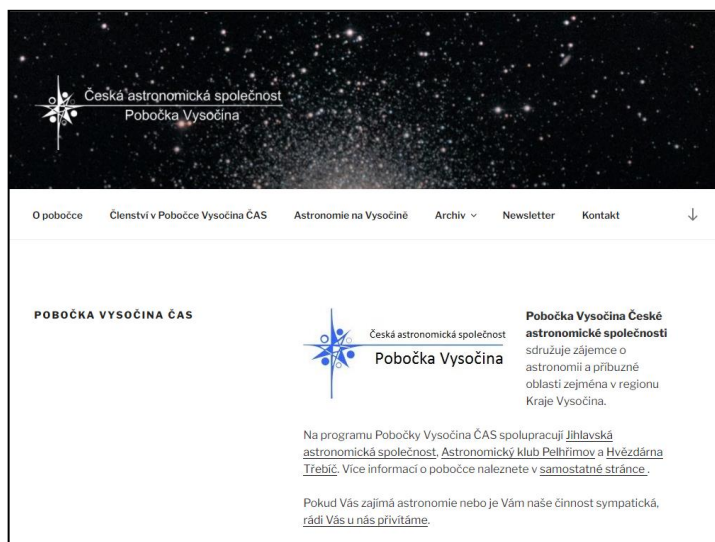 Česká astronomická společnost
Pobočka Vysočina
O pobočce
Členství v Pobočce Vysočina ČAS
Astronomie na Vysočině
Archiv
Newsletter
Kontakt
POBOČKA VYSOČINA ČAS
Česká astronomická společnost
Pobočka Vysočina
Pobočka Vysočina České
astronomické společnosti
sdružuje zájemce o
astronomii a příbuzné
oblasti zejména v regionu
Kraje Vysočina.
Na programu Pobočky Vysočina ČAS spolupracují Jihlavská
astronomická společnost, Astronomický klub Pelhřimov a Hvězdárna
Třebíč. Více informací o pobočce naleznete v samostatné stránce .
Pokud Vás zajímá astronomie nebo je Vám naše činnost sympatická,
rádi Vás u nás přivítáme.